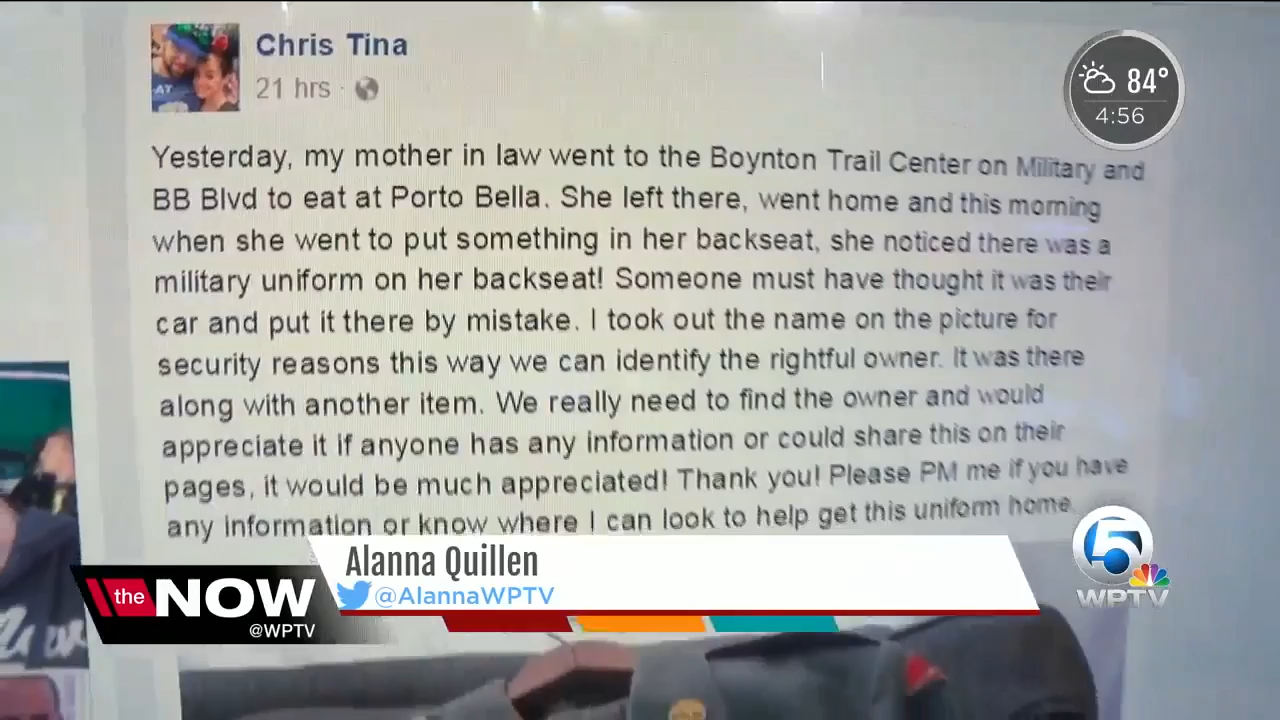 Chris Tina
21 hrs ·
84°
4:56
AT
Yesterday, my mother in law went to the Boynton Trail Center on Military and
BB Blvd to eat at Porto Bella. She left there, went home and this morning
when she went to put something in her backseat, she noticed there was a
military uniform on her backseat! Someone must have thought it was their
car and put it there by mistake. I took out the name on the picture for
security reasons this way we can identify the rightful owner. It was there
along with another item. We really need to find the owner and would
appreciate it if anyone has any information or could share this on their
pages, it would be much appreciated! Thank you! Please PM me if you have
any information or know where I can look to help get this uniform home.
Alanna Quillen
@AlannaWPTV
the NOW
@WPTV
5
WPTV